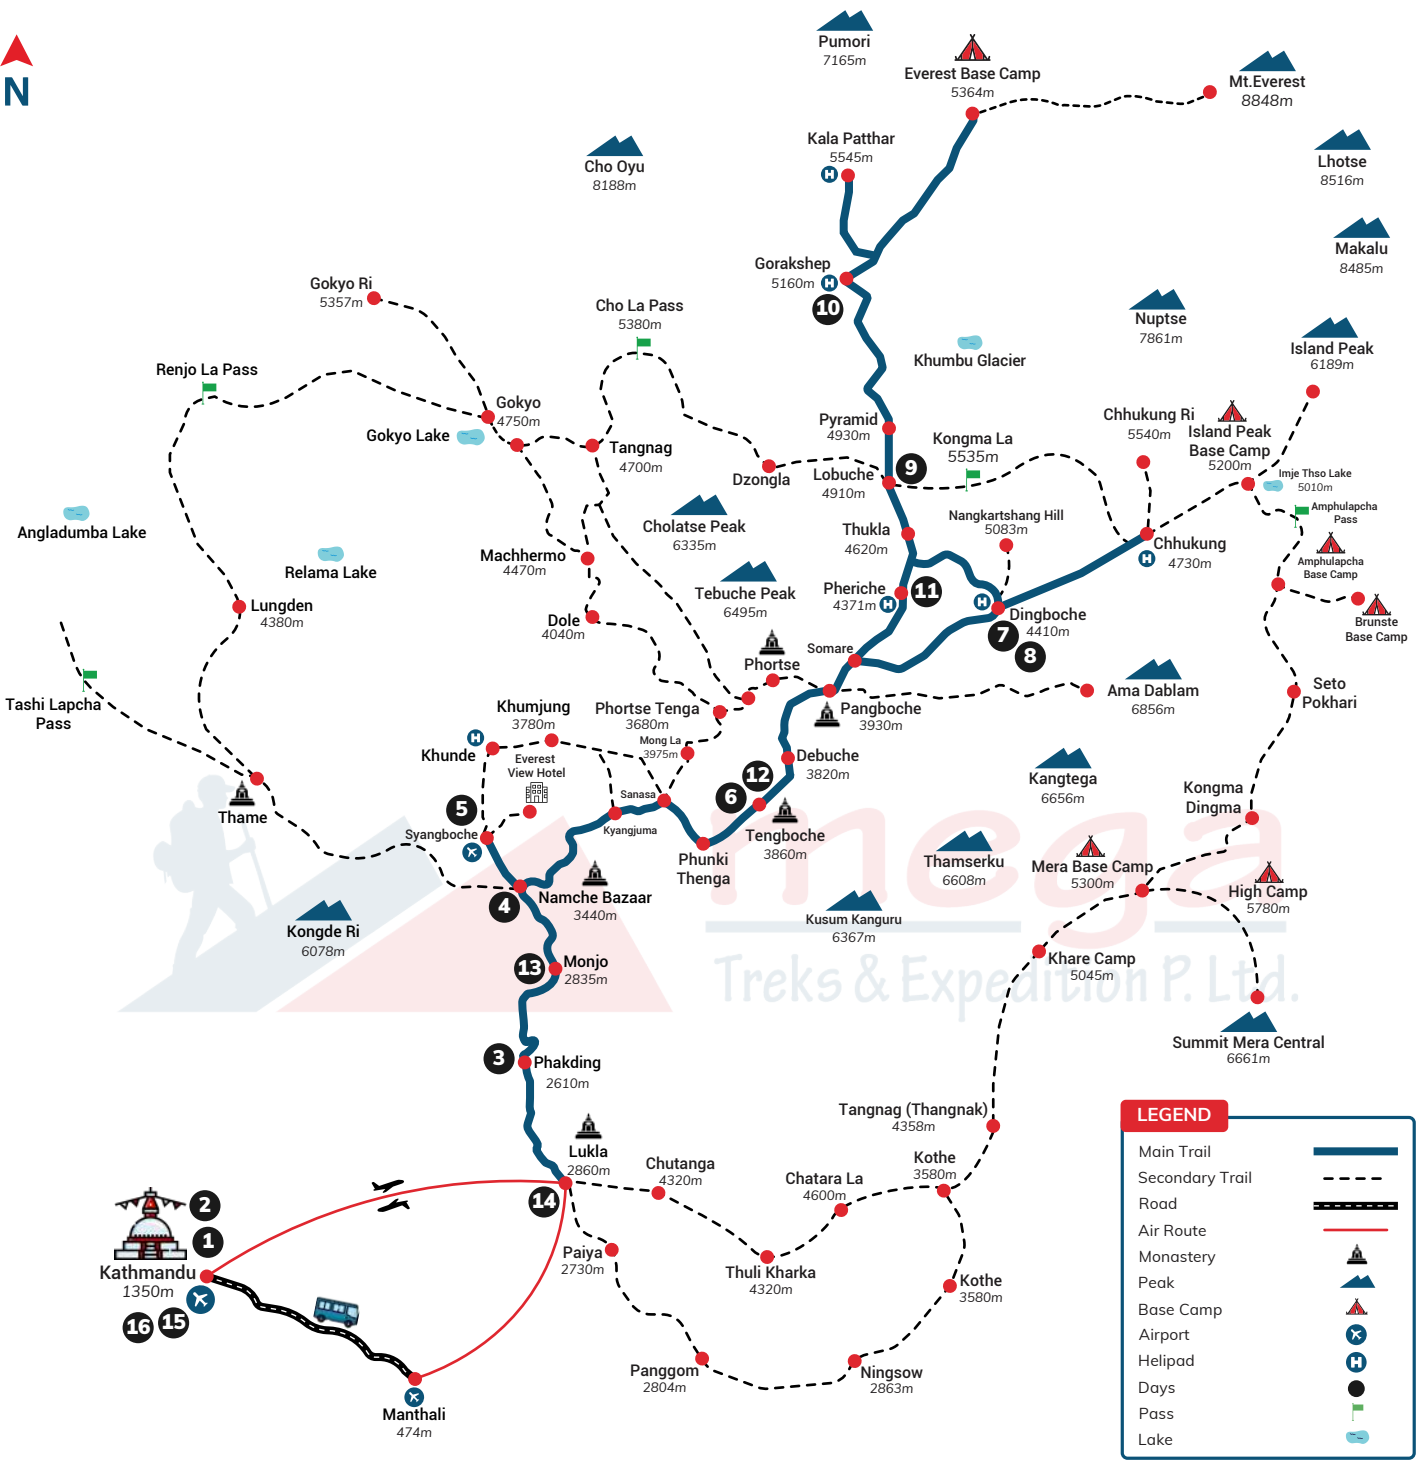 N
Pumori
7165m
Everest Base Camp
5364m
Mt.Everest
8848m
Kala Patthar
5545m
H
Cho Oyu
8188m
Lhotse
8516m
Makalu
8485m
Gorakshep
5160m
H
10
Gokyo Ri
5357m
Cho La Pass
5380m
Nuptse
7861m
Khumbu Glacier
Island Peak
6189m
Renjo La Pass
Gokyo
4750m
Gokyo Lake
Tangnag
4700m
Pyramid
4930m
Kongma La
5535m
Chhukung Ri
5540m
Island Peak
Base Camp
5200m
9
Dzongla
Lobuche
4910m
Imje Thso Lake
5010m
Amphulapcha
Pass
Angladumba Lake
Cholatse Peak
6335m
Thukla
4620m
Nangkartshang Hill
5083m
Chhukung
4730m
H
Amphulapcha
Base Camp
Relama Lake
Machhermo
4470m
Tebuche Peak
6495m
Pheriche
4371m
H
11
H
Dingboche
4410m
7
8
Brunste
Base Camp
Lungden
4380m
Dole
4040m
Somare
Phortse
Ama Dablam
6856m
Seto
Pokhari
Tashi Lapcha
Pass
Khumjung
3780m
Phortse Tenga
3680m
Mong La
3975m
Pangboche
3930m
H
Khunde
Everest
View Hotel
Debuche
3820m
Kangtega
6656m
Kongma
Dingma
Thame
5
Syangboche
Sanasa
Kyangjuma
6
12
Tengboche
3860m
Phunki
Thenga
Thamserku
6608m
Mera Base Camp
5300m
High Camp
5780m
mega
4
Namche Bazaar
3440m
Kusum Kanguru
6367m
Kongde Ri
6078m
13
Monjo
2835m
Khare Camp
5045m
Treks & Expedition P. Ltd.
Summit Mera Central
6661m
3
Phakding
2610m
Tangnag (Thangnak)
4358m
Lukla
2860m
14
Chutanga
4320m
Chatara La
4600m
Kothe
3580m
2
1
Kathmandu
1350m
16
15
Paiya
2730m
Thuli Kharka
4320m
Kothe
3580m
Panggom
2804m
Ningsow
2863m
Manthali
474m
LEGEND
Main Trail
Secondary Trail
Road
Air Route
Monastery
Peak
Base Camp
Airport
Helipad
H
Days
Pass
Lake